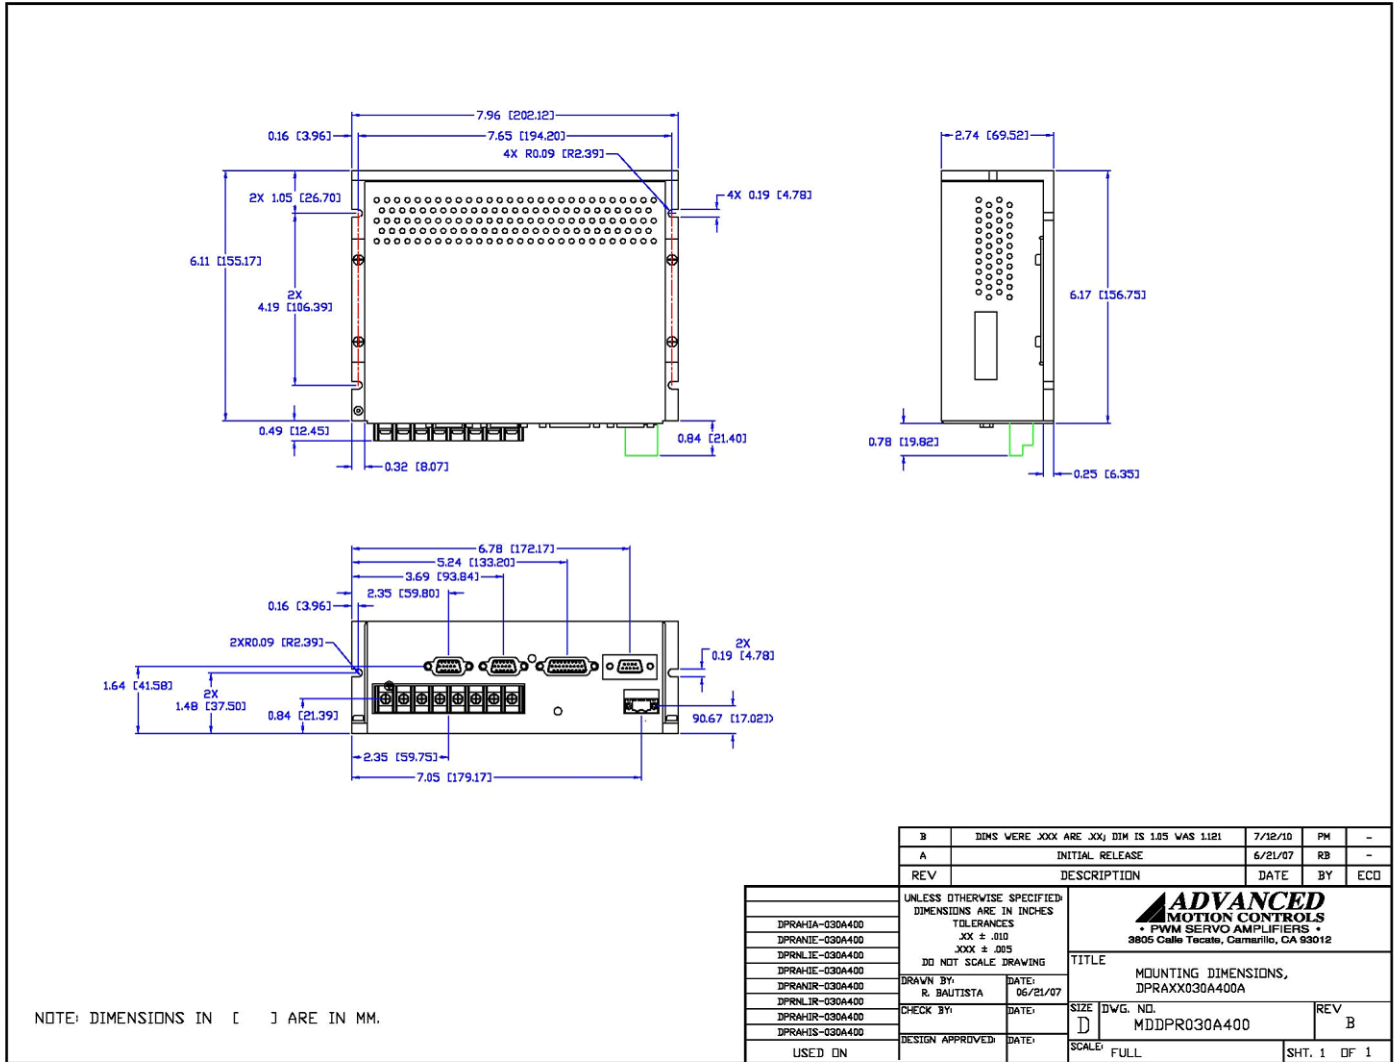 7.96 [202.12]
0.16 [3.96]
7.65 [194.20]
4X R0.09 [R2.39]
2X 1.05 [26.70]
4X 0.19 [4.78]
6.11 [155.17]
2X
4.19 [106.39]
0.49 [12.45]
0.84 [21.40]
0.32 [8.07]
2.74 [69.52]
6.17 [156.75]
0.78 [19.82]
0.25 [6.35]
6.78 [172.17]
5.24 [133.20]
3.69 [93.84]
2.35 [59.80]
0.16 [3.96]
2XR0.09 [R2.39]
2X
0.19 [4.78]
1.64 [41.58]
2X
1.48 [37.50]
0.84 [21.39]
90.67 [17.02])
2.35 [59.75]
7.05 [179.17]
NOTE: DIMENSIONS IN [ ] ARE IN MM.
B DIMS WERE .XXX ARE .XX; DIM IS 1.05 WAS 1.121 7/12/10 PM -
A INITIAL RELEASE 6/21/07 RB -
REV DESCRIPTION DATE BY ECO
DPRAHIA-030A400
DPRANIE-030A400
DPRNLIE-030A400
DPRAHIE-030A400
DPRANIR-030A400
DPRNLIR-030A400
DPRAHIR-030A400
DPRAHIS-030A400
USED ON
UNLESS OTHERWISE SPECIFIED:
DIMENSIONS ARE IN INCHES
TOLERANCES
.XX ± .010
.XXX ± .005
DO NOT SCALE DRAWING
DRAWN BY: DATE:
R. BAUTISTA 06/21/07
CHECK BY: DATE:
DESIGN APPROVED: DATE:
ADVANCED
MOTION CONTROLS
• PWM SERVO AMPLIFIERS •
3805 Calle Tecate, Camarillo, CA 93012
TITLE
MOUNTING DIMENSIONS,
DPRAXX030A400A
SIZE DWG. NO. REV
D MDDPR030A400 B
SCALE: FULL SHT. 1 OF 1